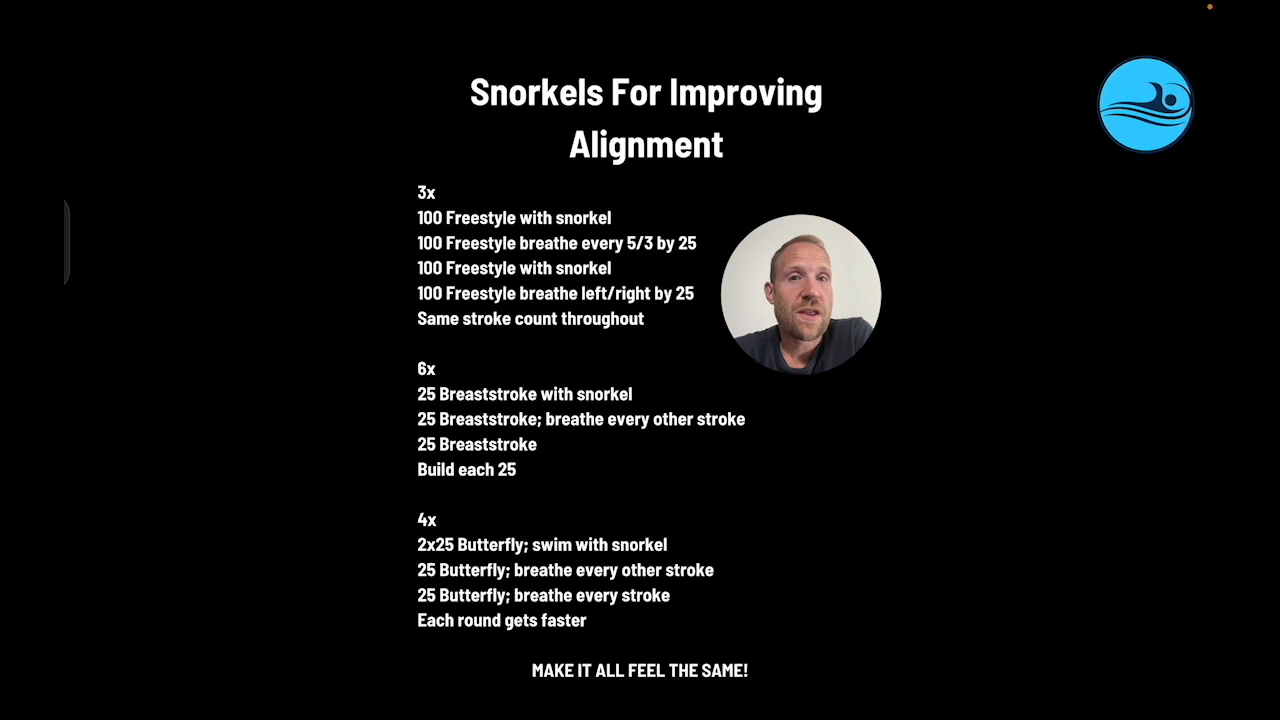 Snorkels For Improving
Alignment
3x
100 Freestyle with snorkel
100 Freestyle breathe every 5/3 by 25
100 Freestyle with snorkel
100 Freestyle breathe left/right by 25
Same stroke count throughout
6x
25 Breaststroke with snorkel
25 Breaststroke; breathe every other stroke
25 Breaststroke
Build each 25
4x
2x25 Butterfly; swim with snorkel
25 Butterfly; breathe every other stroke
25 Butterfly; breathe every stroke
Each round gets faster
MAKE IT ALL FEEL THE SAME!